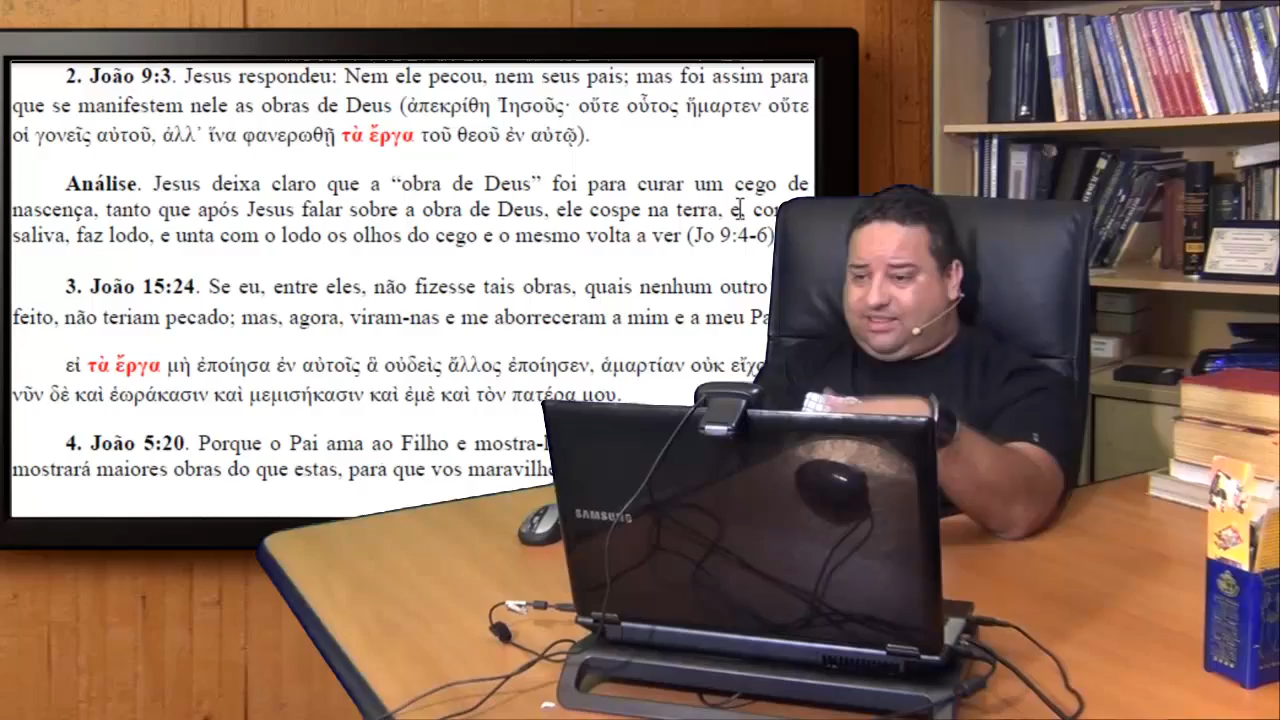 2. João 9:3. Jesus respondeu: Nem ele pecou, nem seus pais; mas foi assim para
que se manifestem nele as obras de Deus (ἀπεκρίθη Ἰησοῦς· οὔτε οὗτος ἥμαρτεν οὔτε
οἱ γονεῖς αὐτοῦ, ἀλλ᾽ ἵνα φανερωθῇ τὰ ἔργα τοῦ θεοῦ ἐν αὐτῷ).
Análise. Jesus deixa claro que a “obra de Deus” foi para curar um cego de
nascença, tanto que após Jesus falar sobre a obra de Deus, ele cospe na terra, e
saliva, faz lodo, e unta com o lodo os olhos do cego e o mesmo volta a ver (Jo 9:4-6)
3. João 15:24. Se eu, entre eles, não fizesse tais obras, quais nenhum outro
feito, não teriam pecado; mas, agora, viram-nas e me aborreceram a mim e a meu
εἰ τὰ ἔργα μὴ ἐποίησα ἐν αὐτοῖς ἃ οὐδεὶς ἄλλος ἐποίησεν, ἁμαρτίαν οὐκ
νῦν δὲ καὶ ἑωράκασιν καὶ μεμισήκασιν καὶ ἐμὲ καὶ τὸν πατέρα μου.
4. João 5:20. Porque o Pai ama ao Filho e
mostrará maiores obras do que estas, para que vos
SAMSUNG